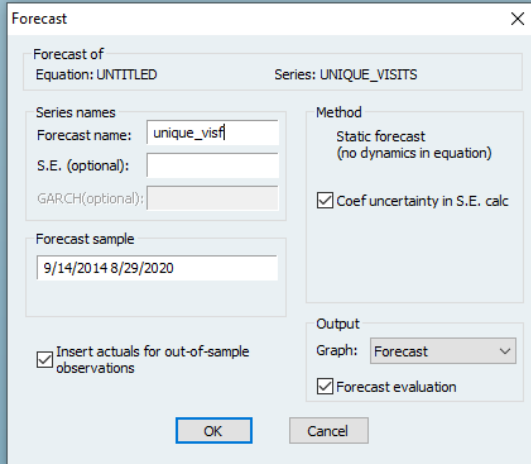 Forecast
Forecast of
Equation: UNTITLED Series: UNIQUE_VISITS
Series names
Forecast name: unique_visf
S.E. (optional):
GARCH(optional):
Forecast sample
9/14/2014 8/29/2020
Insert actuals for out-of-sample
observations
Method
Static forecast
(no dynamics in equation)
Coef uncertainty in S.E. calc
Output
Graph: Forecast
Forecast evaluation
OK Cancel